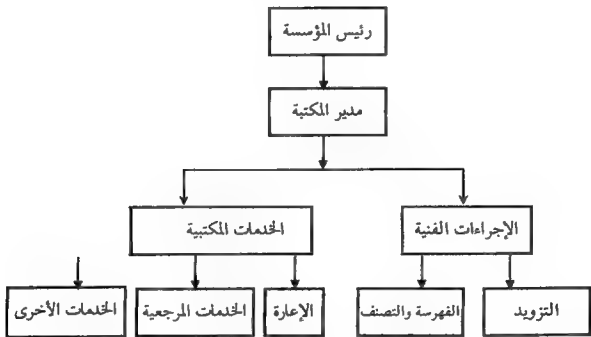 رئيس المؤسسة
مدير المكتبة
الإجراءات الفنية
الخدمات المكتبية
التزويد
الفهرسة والتصنف
الإعارة
الخدمات المرجعية
الخدمات الأخرى